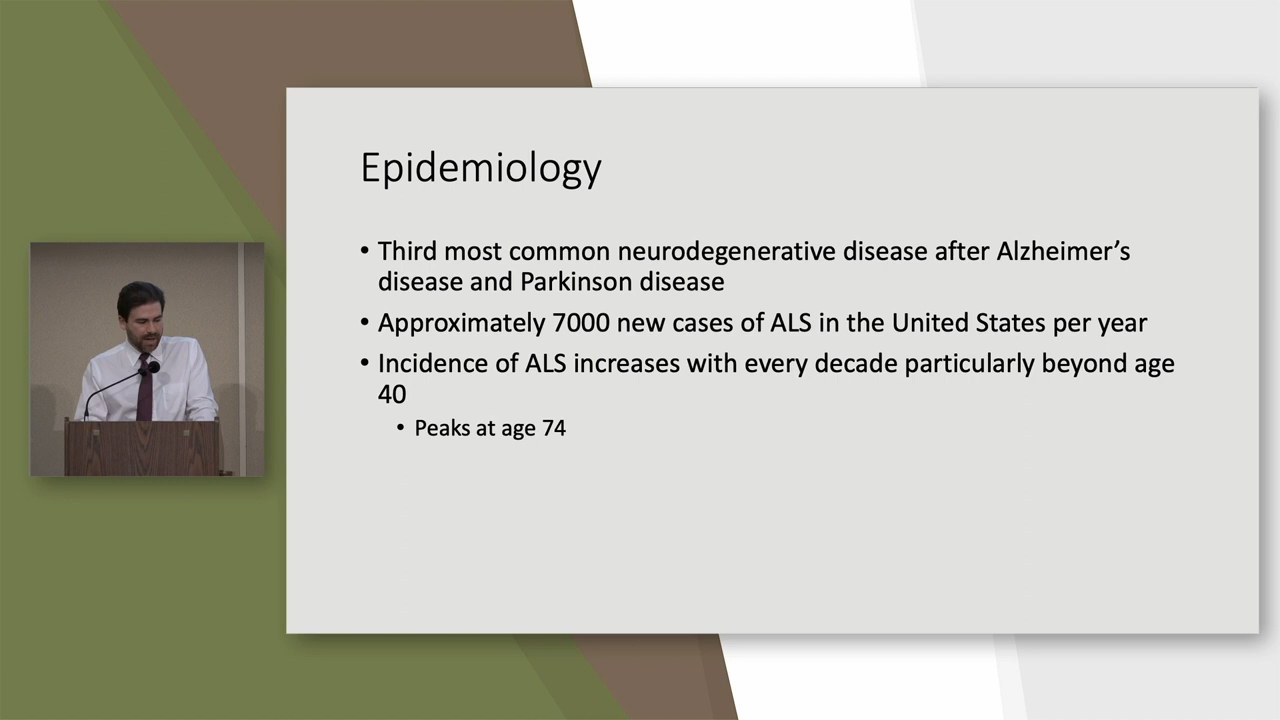 Epidemiology
• Third most common neurodegenerative disease after Alzheimer’s
disease and Parkinson disease
• Approximately 7000 new cases of ALS in the United States per year
• Incidence of ALS increases with every decade particularly beyond age
40
• Peaks at age 74